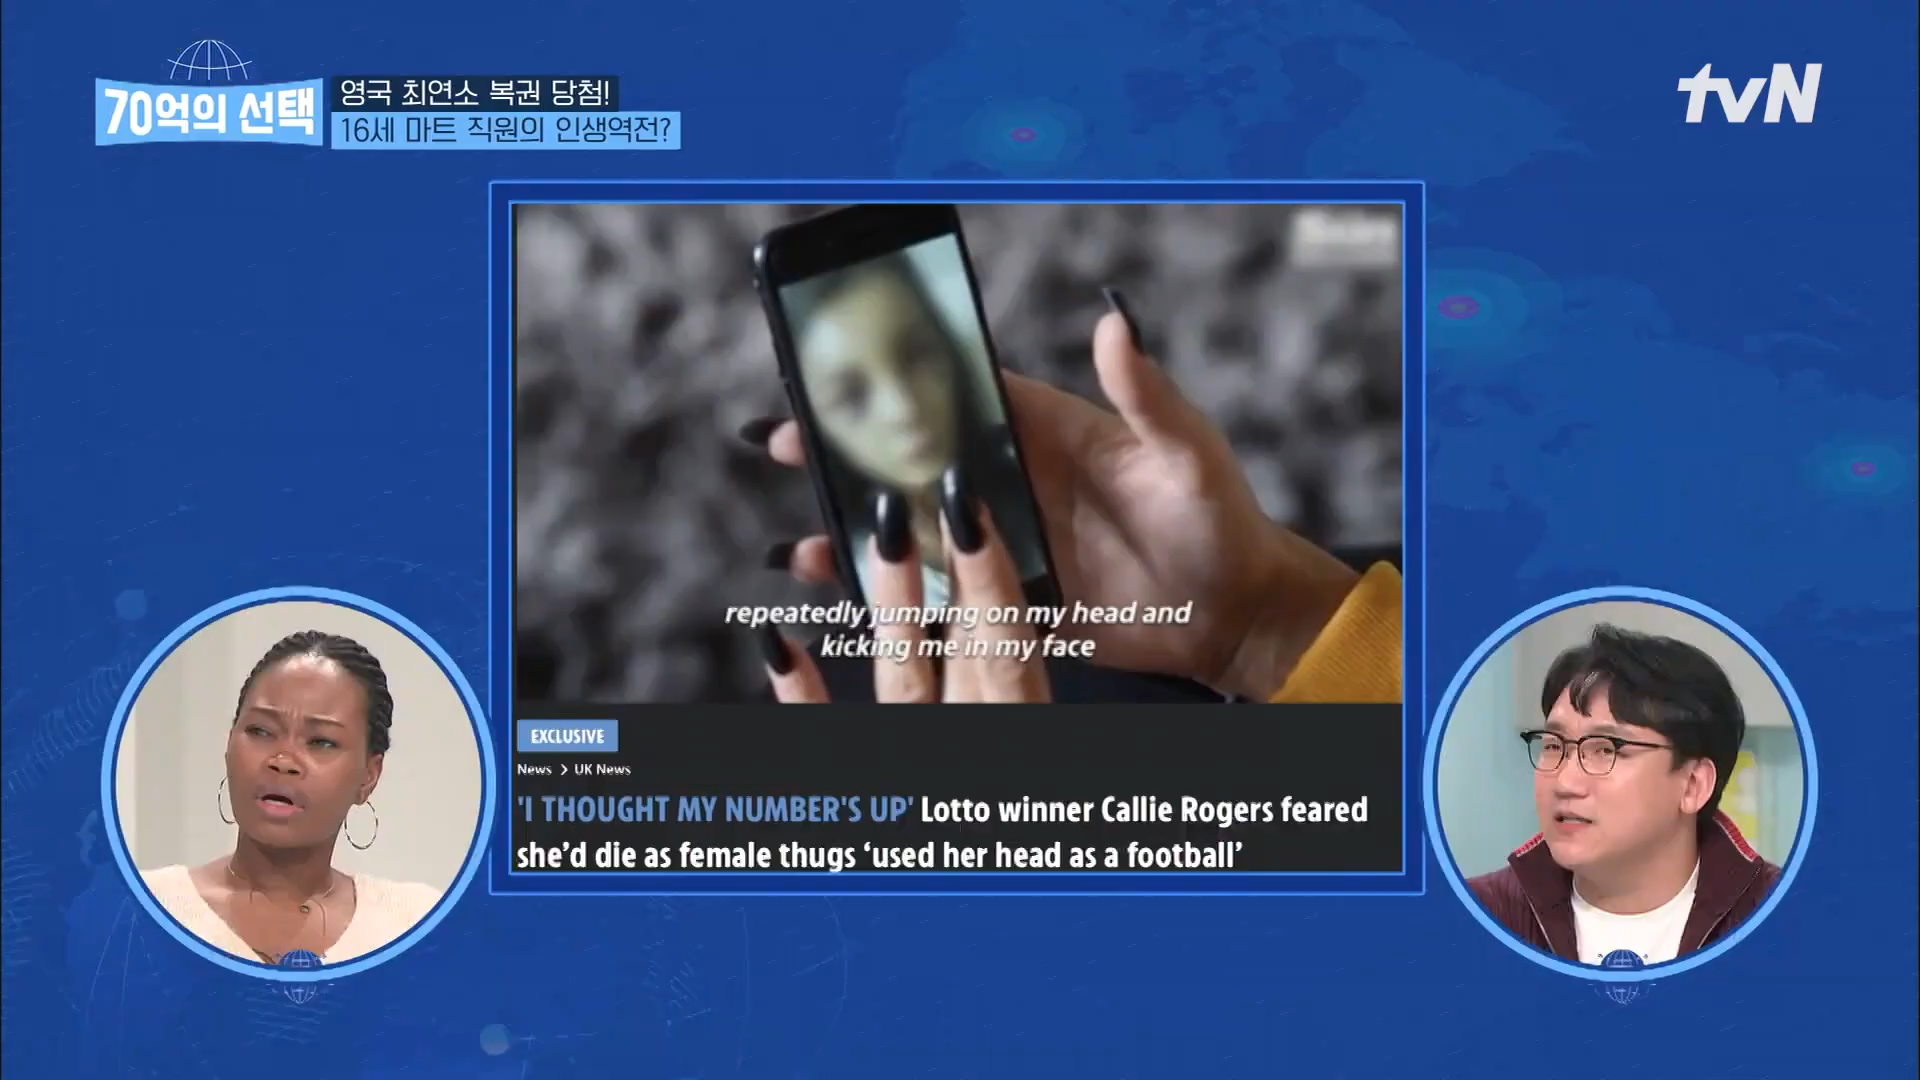 70억의 선택
영국 최연소 복권 당첨!
16세 마트 직원의 인생역전?
tvN
repeatedly jumping on my head and
kicking me in my face
EXCLUSIVE
News > UK News
'I THOUGHT MY NUMBER'S UP' Lotto winner Callie Rogers feared
she’d die as female thugs ‘used her head as a football’